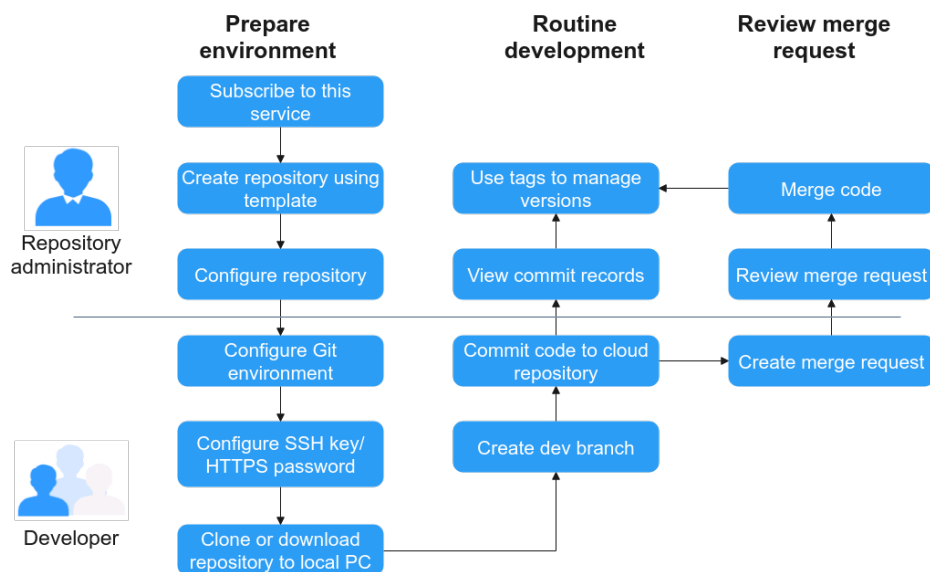 Prepare
environment
Routine
development
Review merge
request
Subscribe to this
service
Create repository using
template
Use tags to manage
versions
Merge code
Repository
administrator
Configure repository
View commit records
Review merge request
Configure Git
environment
Commit code to cloud
repository
Create merge request
Configure SSH key/
HTTPS password
Create dev branch
Developer
Clone or download
repository to local PC